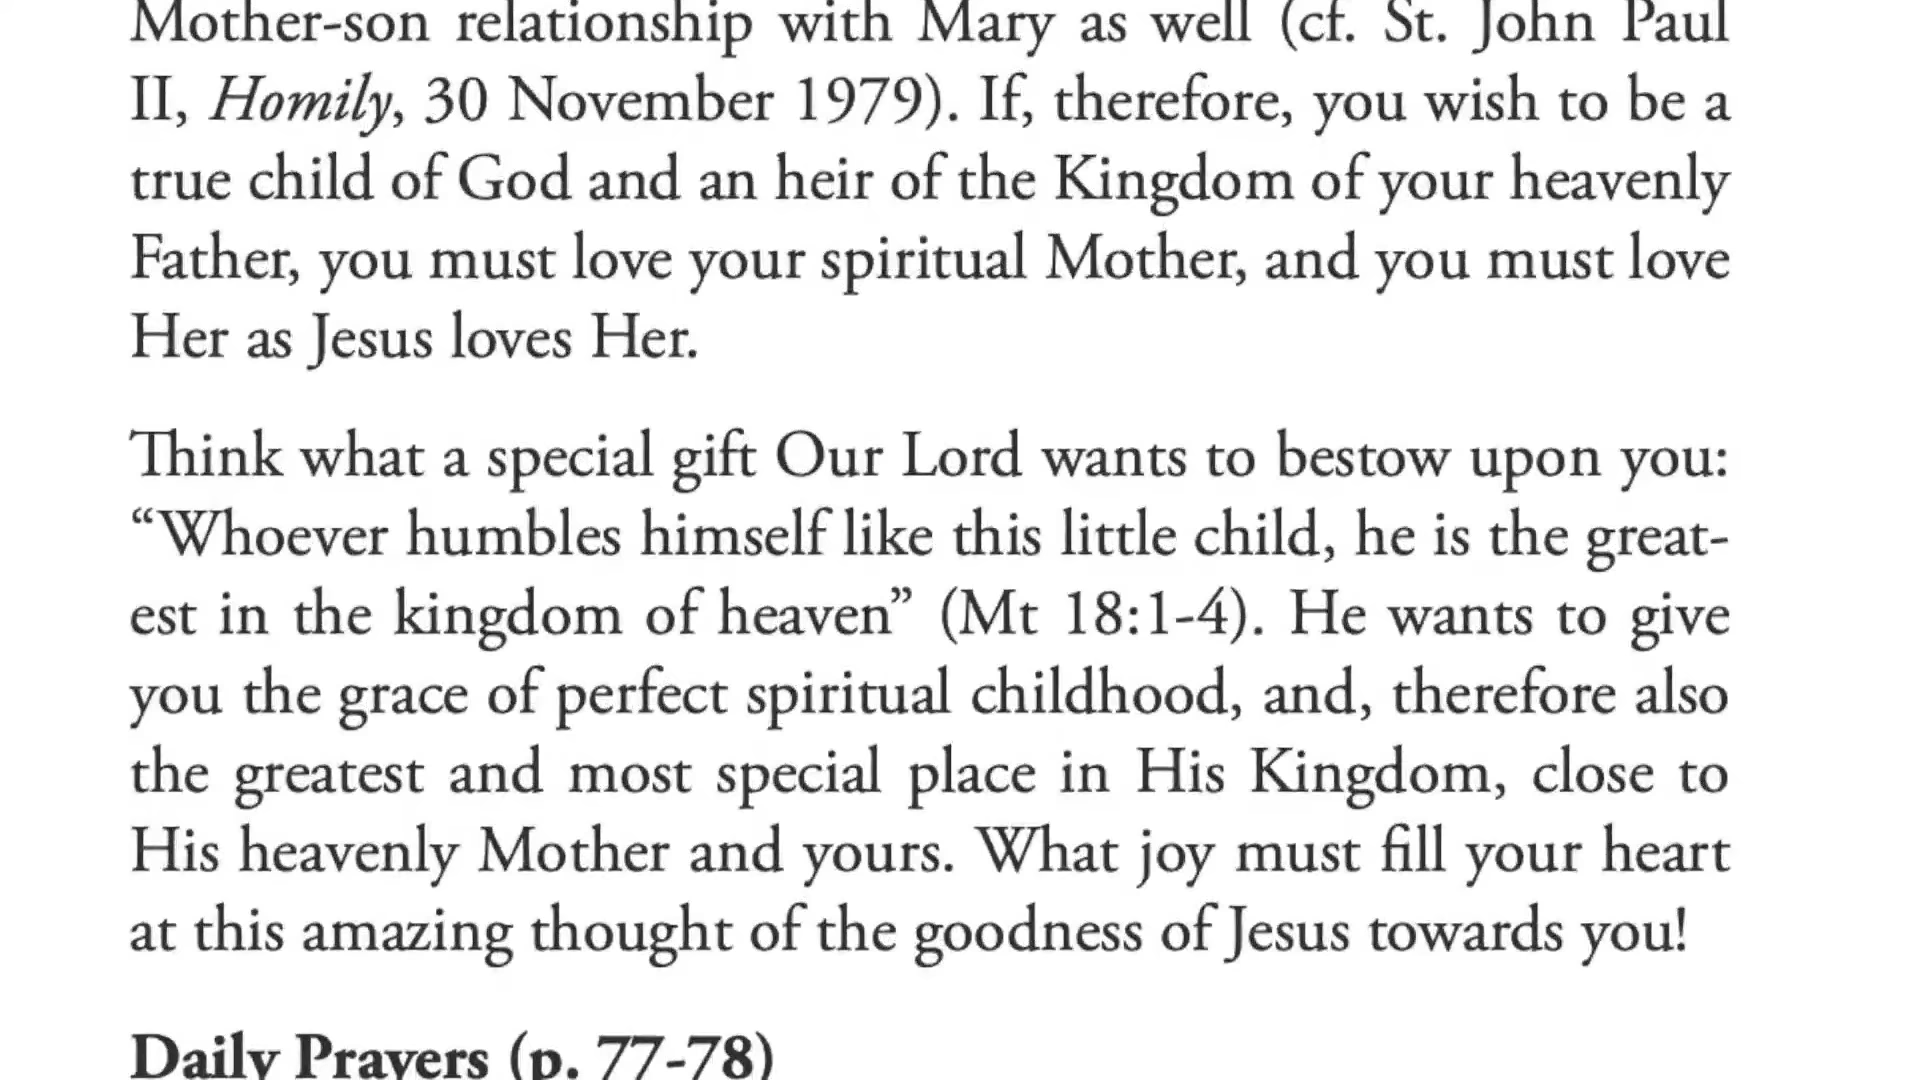 Mother-son relationship with Mary as well (cf. St. John Paul
II, Homily, 30 November 1979). If, therefore, you wish to be a
true child of God and an heir of the Kingdom of your heavenly
Father, you must love your spiritual Mother, and you must love
Her as Jesus loves Her.
Think what a special gift Our Lord wants to bestow upon you:
“Whoever humbles himself like this little child, he is the great-
est in the kingdom of heaven” (Mt 18:1-4). He wants to give
you the grace of perfect spiritual childhood, and, therefore also
the greatest and most special place in His Kingdom, close to
His heavenly Mother and yours. What joy must fill your heart
at this amazing thought of the goodness of Jesus towards you!
Daily Prayers (p. 77-78)